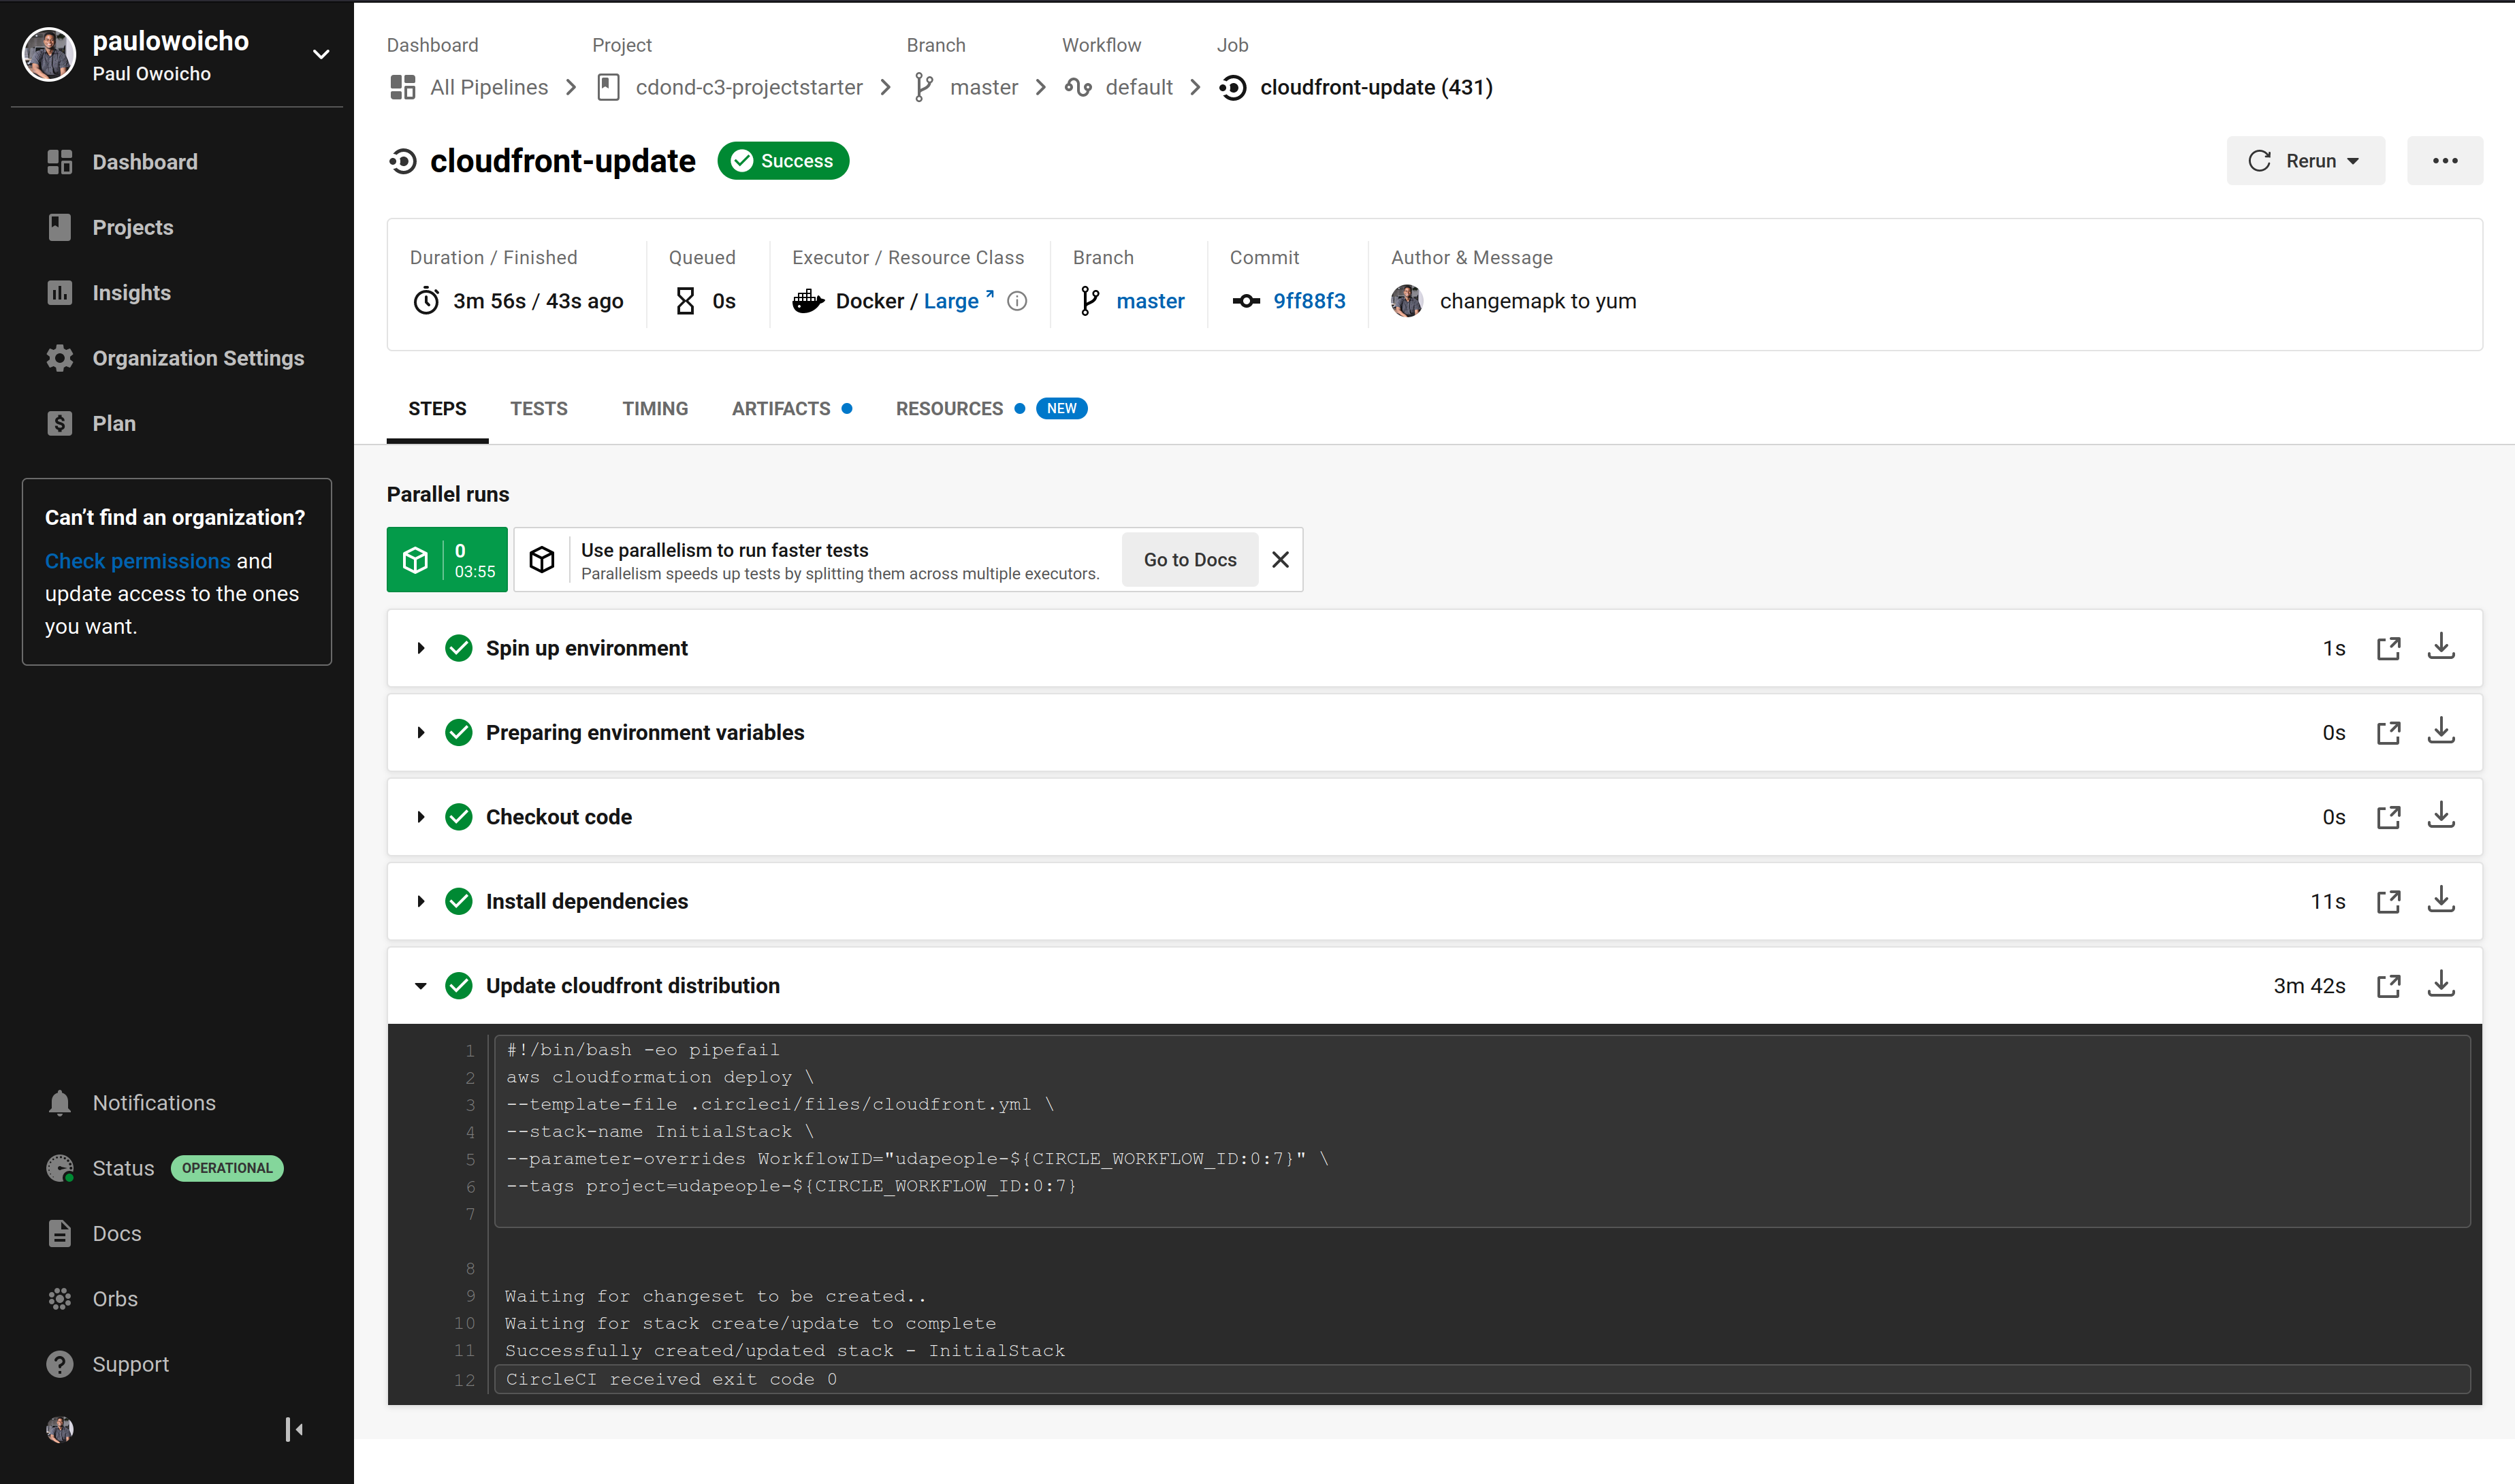 paulowoicho
Paul Owoicho
Dashboard
Projects
Insights
Organization Settings
Plan
Can't find an organization?
Check permissions and
update access to the ones
you want.
Notifications
Status OPERATIONAL
Docs
Orbs
Support
Dashboard Project Branch Workflow Job
All Pipelines cdond-c3-projectstarter master default cloudfront-update (431)
cloudfront-update Success Rerun
Duration / Finished Queued Executor / Resource Class Branch Commit Author & Message
3m 56s / 43s ago 0s Docker / Large master 9ff88f3 changemapk to yum
STEPS TESTS TIMING ARTIFACTS RESOURCES NEW
Parallel runs
0
03:55
Use parallelism to run faster tests
Parallelism speeds up tests by splitting them across multiple executors.
Go to Docs
Spin up environment 1s
Preparing environment variables 0s
Checkout code 0s
Install dependencies 11s
Update cloudfront distribution 3m 42s
1 #!/bin/bash -eo pipefail
2 aws cloudformation deploy \
3 --template-file .circleci/files/cloudfront.yml \
4 --stack-name InitialStack \
5 --parameter-overrides WorkflowID="udapeople-${CIRCLE_WORKFLOW_ID:0:7}" \
6 --tags project=udapeople-${CIRCLE_WORKFLOW_ID:0:7}
7
8
9 Waiting for changeset to be created..
10 Waiting for stack create/update to complete
11 Successfully created/updated stack - InitialStack
12 CircleCI received exit code 0